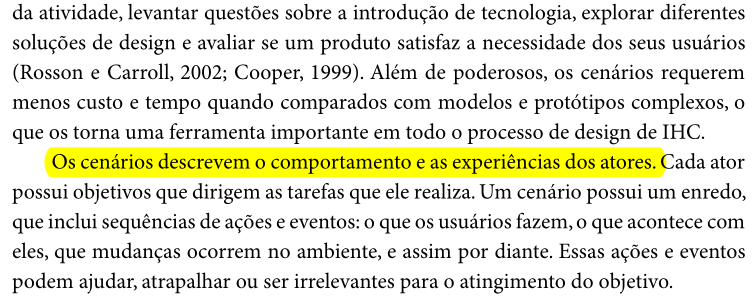 da atividade, levantar questões sobre a introdução de tecnologia, explorar diferentes
soluções de design e avaliar se um produto satisfaz a necessidade dos seus usuários
(Rosson e Carroll, 2002; Cooper, 1999). Além de poderosos, os cenários requerem
menos custo e tempo quando comparados com modelos e protótipos complexos, o
que os torna uma ferramenta importante em todo o processo de design de IHC.
Os cenários descrevem o comportamento e as experiências dos atores. Cada ator
possui objetivos que dirigem as tarefas que ele realiza. Um cenário possui um enredo,
que inclui sequências de ações e eventos: o que os usuários fazem, o que acontece com
eles, que mudanças ocorrem no ambiente, e assim por diante. Essas ações e eventos
podem ajudar, atrapalhar ou ser irrelevantes para o atingimento do objetivo.